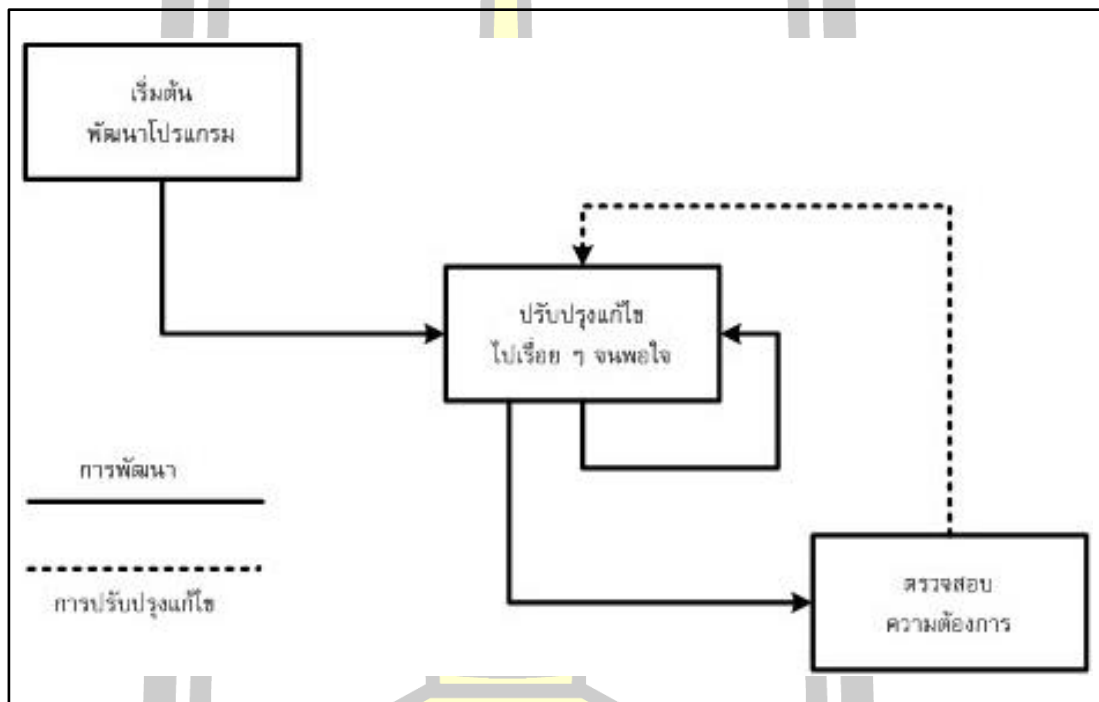 เริ่มต้น
พัฒนาโปรแกรม
ปรับปรุงแก้ไข
ไปเรื่อย ๆ จนพอใจ
การพัฒนา
การปรับปรุงแก้ไข
ตรวจสอบ
ความต้องการ